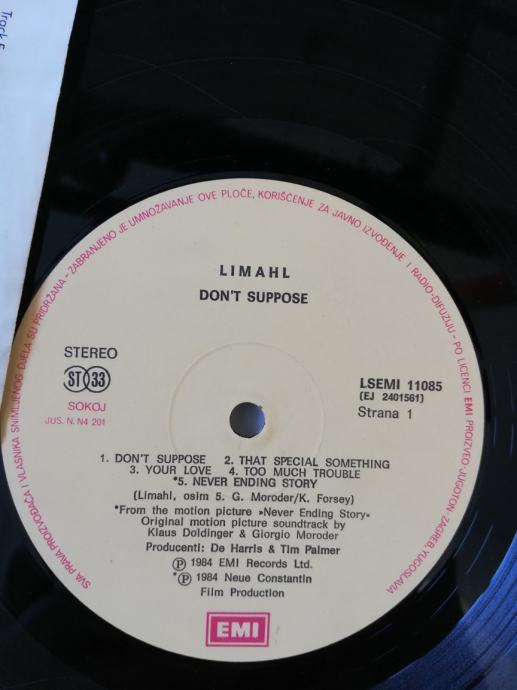 Track
SVA PRAVA PROIZVOĐAČA I VLASNIKA SNIMLJENOG DJELA SU PRIDRŽANA - ZABRANJENO JE UMNOŽAVANJE OVE PLOČE, KORIŠĆENJE ZA JAVNO IZVOĐENJE I RADIO-DIFUZIJU - PO LICENCI EMI PROIZVEO-JUGOTON-ZAGREB, YUGOSLAVIA
LIMAHL
DON'T SUPPOSE
STEREO
ST 33
SOKOJ
JUS. N. N4 201
LSEMI 11085
(EJ 2401561)
Strana 1
1. DON'T SUPPOSE 2. THAT SPECIAL SOMETHING
3. YOUR LOVE 4. TOO MUCH TROUBLE
*5. NEVER ENDING STORY
(Limahl, osim 5. G. Moroder/K. Forsey)
*From the motion picture »Never Ending Story«
Original motion picture soundtrack by
Klaus Doldinger & Giorgio Moroder
Producenti: De Harris & Tim Palmer
Ⓟ 1984 EMI Records Ltd.
*Ⓟ 1984 Neue Constantin
Film Production
EMI